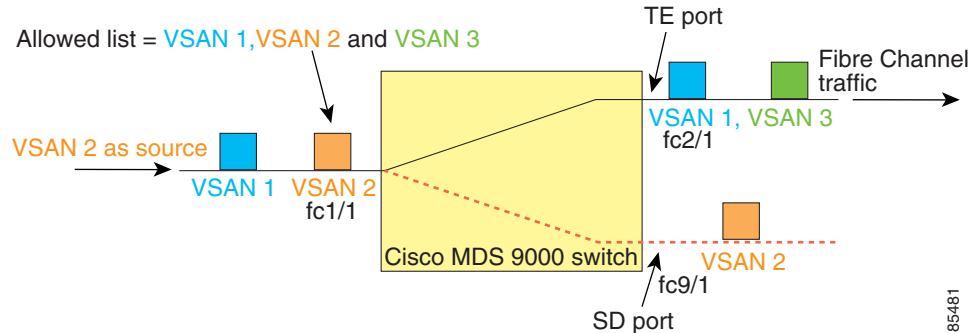 TE port
Allowed list = VSAN 1,VSAN 2 and VSAN 3
Fibre Channel
traffic
VSAN 1, VSAN 3
fc2/1
VSAN 2 as source
VSAN 1
VSAN 2
fc1/1
Cisco MDS 9000 switch
VSAN 2
fc9/1
SD port
85481